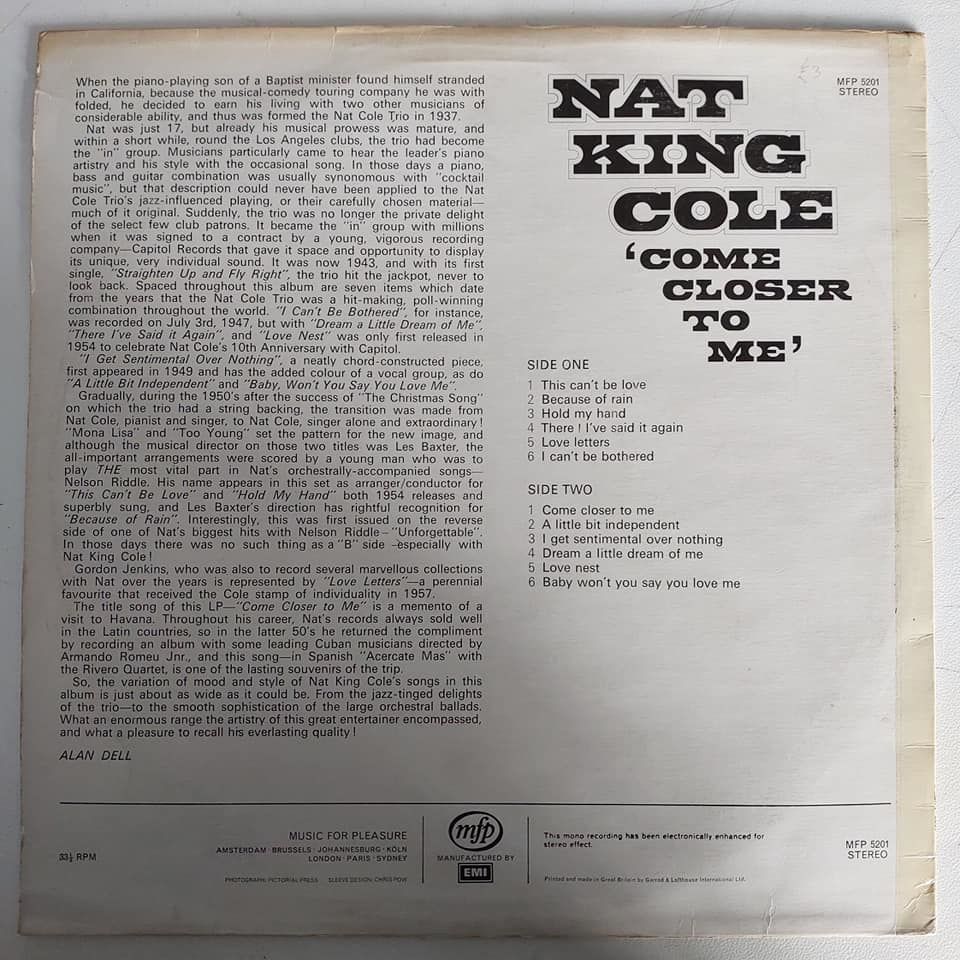 When the piano-playing son of a Baptist minister found himself stranded
in California, because the musical-comedy touring company he was with
folded, he decided to earn his living with two other musicians of
considerable ability, and thus was formed the Nat Cole Trio in 1937.
Nat was just 17, but already his musical prowess was mature, and
within a short while, round the Los Angeles clubs, the trio had become
the "in" group. Musicians particularly came to hear the leader's piano
artistry and his style with the occasional song. In those days a piano,
bass and guitar combination was usually synonomous with "cocktail
music", but that description could never have been applied to the Nat
Cole Trio's jazz-influenced playing, or their carefully chosen material—
much of it original. Suddenly, the trio was no longer the private delight
of the select few club patrons. It became the "in" group with millions
when it was signed to a contract by a young, vigorous recording
company—Capitol Records that gave it space and opportunity to display
its unique, very individual sound. It was now 1943, and with its first
single, "Straighten Up and Fly Right", the trio hit the jackpot, never to
look back. Spaced throughout this album are seven items which date
from the years that the Nat Cole Trio was a hit-making, poll-winning
combination throughout the world. "I Can't Be Bothered", for instance,
was recorded on July 3rd, 1947, but with "Dream a Little Dream of Me",
"There I've Said it Again", and "Love Nest" was only first released in
1954 to celebrate Nat Cole's 10th Anniversary with Capitol.
"I Get Sentimental Over Nothing", a neatly chord-constructed piece,
first appeared in 1949 and has the added colour of a vocal group, as do
"A Little Bit Independent" and "Baby, Won't You Say You Love Me".
Gradually, during the 1950's after the success of "The Christmas Song"
on which the trio had a string backing, the transition was made from
Nat Cole, pianist and singer, to Nat Cole, singer alone and extraordinary!
"Mona Lisa" and "Too Young" set the pattern for the new image, and
although the musical director on those two titles was Les Baxter, the
all-important arrangements were scored by a young man who was to
play THE most vital part in Nat's orchestrally-accompanied songs—
Nelson Riddle. His name appears in this set as arranger/conductor for
"This Can't Be Love" and "Hold My Hand" both 1954 releases and
superbly sung, and Les Baxter's direction has rightful recognition for
"Because of Rain". Interestingly, this was first issued on the reverse
side of one of Nat's biggest hits with Nelson Riddle—"Unforgettable".
In those days there was no such thing as a "B" side—especially with
Nat King Cole!
Gordon Jenkins, who was also to record several marvellous collections
with Nat over the years is represented by "Love Letters"—a perennial
favourite that received the Cole stamp of individuality in 1957.
The title song of this LP—"Come Closer to Me" is a memento of a
visit to Havana. Throughout his career, Nat's records always sold well
in the Latin countries, so in the latter 50's he returned the compliment
by recording an album with some leading Cuban musicians directed by
Armando Romeu Jnr., and this song—in Spanish "Acercate Mas" with
the Rivero Quartet, is one of the lasting souvenirs of the trip.
So, the variation of mood and style of Nat King Cole's songs in this
album is just about as wide as it could be. From the jazz-tinged delights
of the trio—to the smooth sophistication of the large orchestral ballads.
What an enormous range the artistry of this great entertainer encompassed,
and what a pleasure to recall his everlasting quality!
ALAN DELL
£3
MFP 5201
STEREO
NAT
KING
COLE
'COME
CLOSER
TO
ME'
SIDE ONE
1 This can't be love
2 Because of rain
3 Hold my hand
4 There! I've said it again
5 Love letters
6 I can't be bothered
SIDE TWO
1 Come closer to me
2 A little bit independent
3 I get sentimental over nothing
4 Dream a little dream of me
5 Love nest
6 Baby won't you say you love me
33⅓ RPM
MUSIC FOR PLEASURE
AMSTERDAM · BRUSSELS · JOHANNESBURG · KÖLN
LONDON · PARIS · SYDNEY
PHOTOGRAPH: PICTORIAL PRESS SLEEVE DESIGN: CHRIS POW
mfp
MANUFACTURED BY
EMI
This mono recording has been electronically enhanced for
stereo effect.
Printed and made in Great Britain by Garrod & Lofthouse International Ltd.
MFP 5201
STEREO